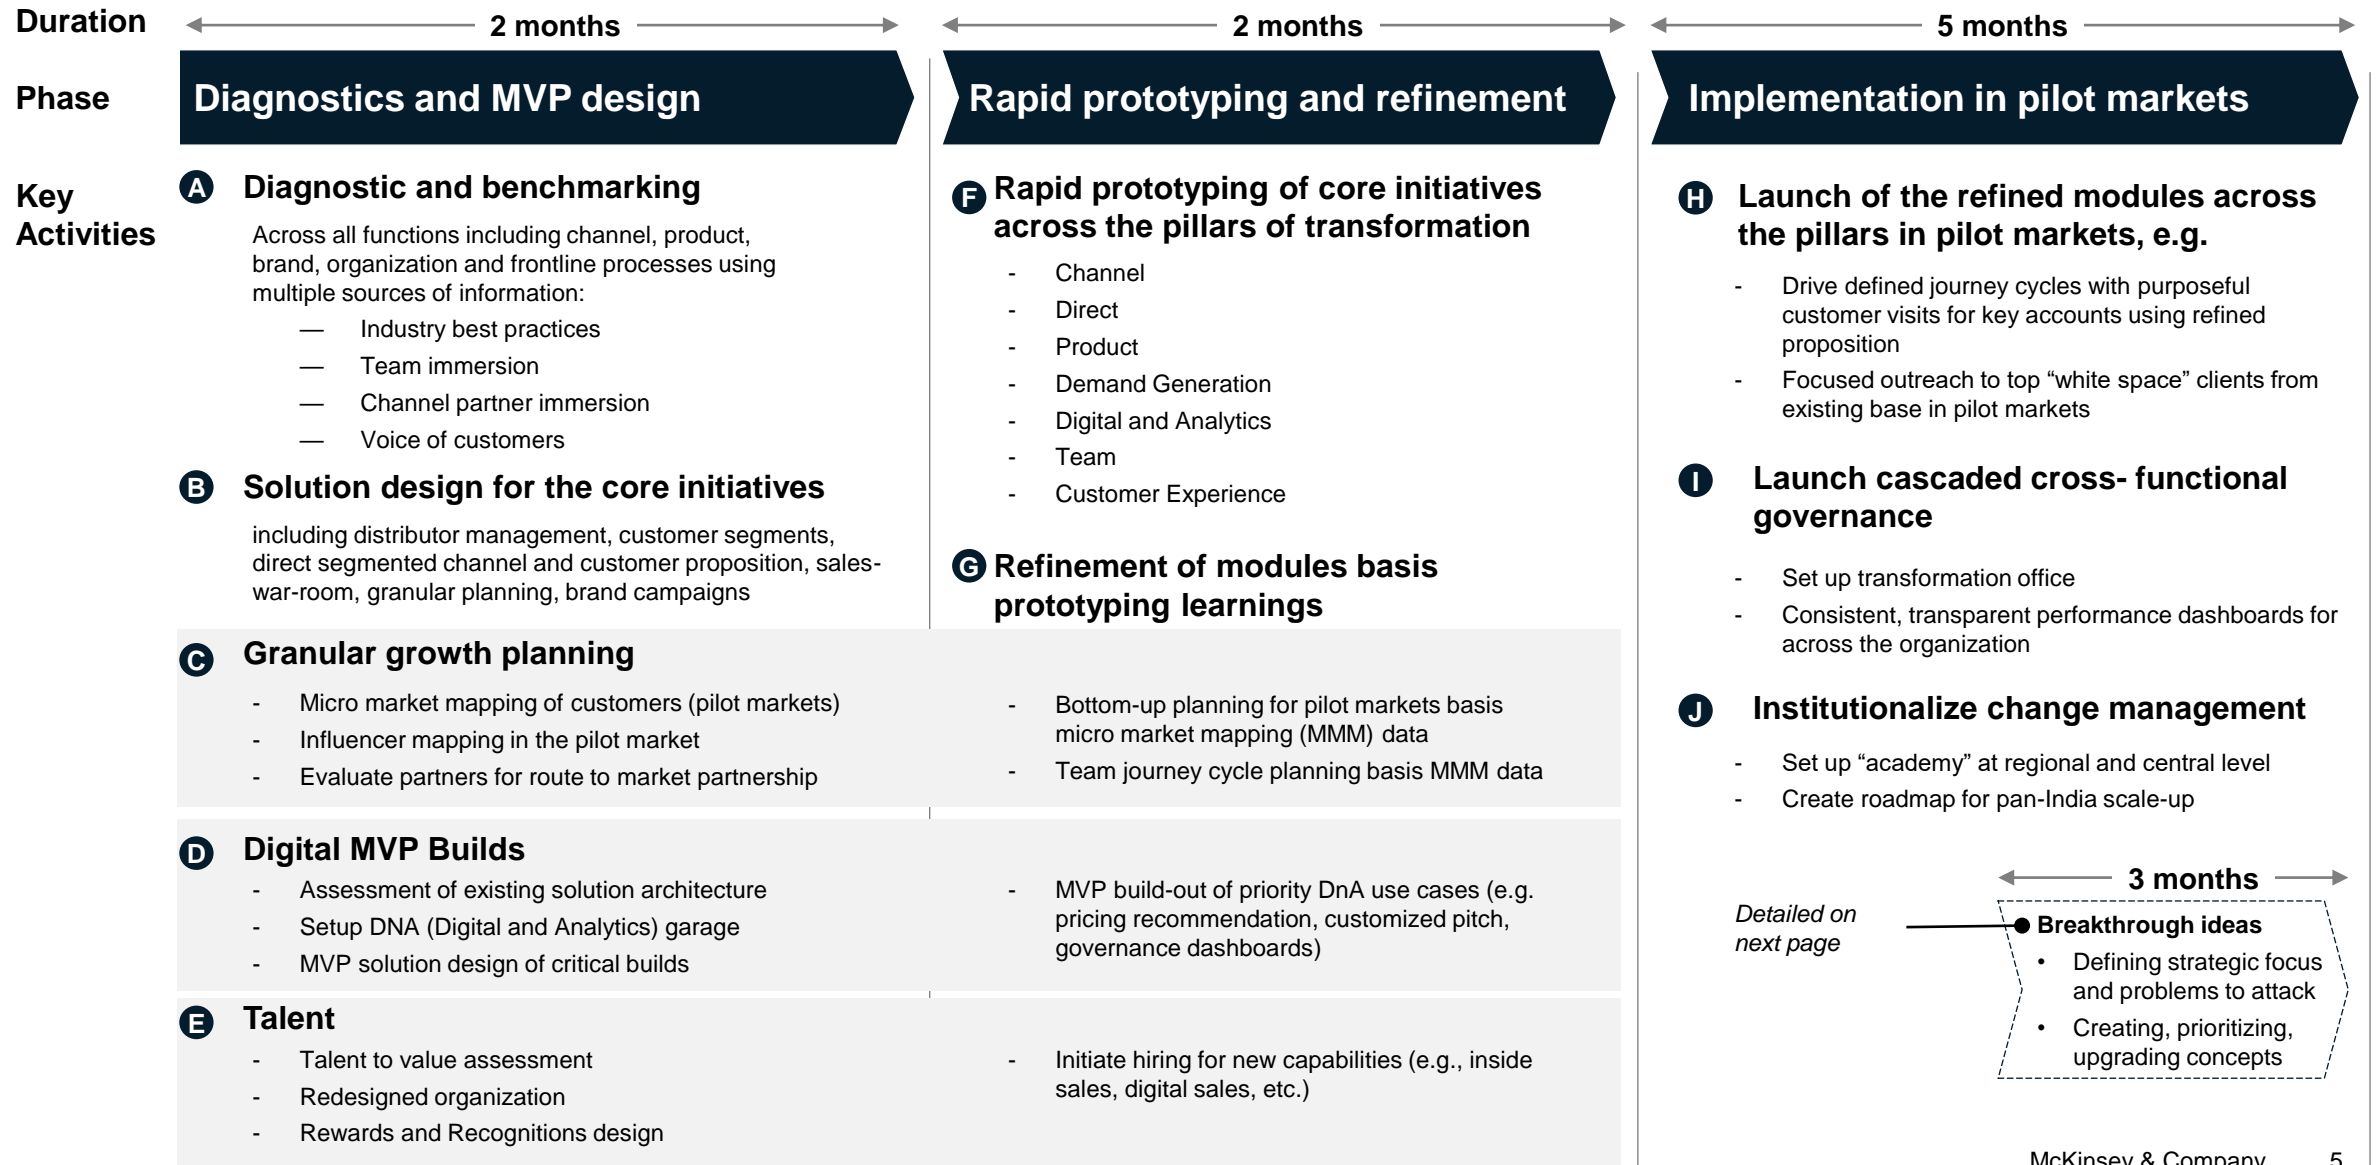 Duration
2 months
2 months
5 months
Phase
Diagnostics and MVP design
Rapid prototyping and refinement
Implementation in pilot markets
Key
Activities
A Diagnostic and benchmarking
Across all functions including channel, product,
brand, organization and frontline processes using
multiple sources of information:
— Industry best practices
— Team immersion
— Channel partner immersion
— Voice of customers
B Solution design for the core initiatives
including distributor management, customer segments,
direct segmented channel and customer proposition, sales-
war-room, granular planning, brand campaigns
C Granular growth planning
- Micro market mapping of customers (pilot markets)
- Influencer mapping in the pilot market
- Evaluate partners for route to market partnership
D Digital MVP Builds
- Assessment of existing solution architecture
- Setup DNA (Digital and Analytics) garage
- MVP solution design of critical builds
E Talent
- Talent to value assessment
- Redesigned organization
- Rewards and Recognitions design
F Rapid prototyping of core initiatives
across the pillars of transformation
- Channel
- Direct
- Product
- Demand Generation
- Digital and Analytics
- Team
- Customer Experience
G Refinement of modules basis
prototyping learnings
- Bottom-up planning for pilot markets basis
micro market mapping (MMM) data
- Team journey cycle planning basis MMM data
- MVP build-out of priority DnA use cases (e.g.
pricing recommendation, customized pitch,
governance dashboards)
- Initiate hiring for new capabilities (e.g., inside
sales, digital sales, etc.)
H Launch of the refined modules across
the pillars in pilot markets, e.g.
- Drive defined journey cycles with purposeful
customer visits for key accounts using refined
proposition
- Focused outreach to top “white space” clients from
existing base in pilot markets
I Launch cascaded cross- functional
governance
- Set up transformation office
- Consistent, transparent performance dashboards for
across the organization
J Institutionalize change management
- Set up “academy” at regional and central level
- Create roadmap for pan-India scale-up
3 months
Detailed on
next page
Breakthrough ideas
• Defining strategic focus
and problems to attack
• Creating, prioritizing,
upgrading concepts
McKinsey & Company 5